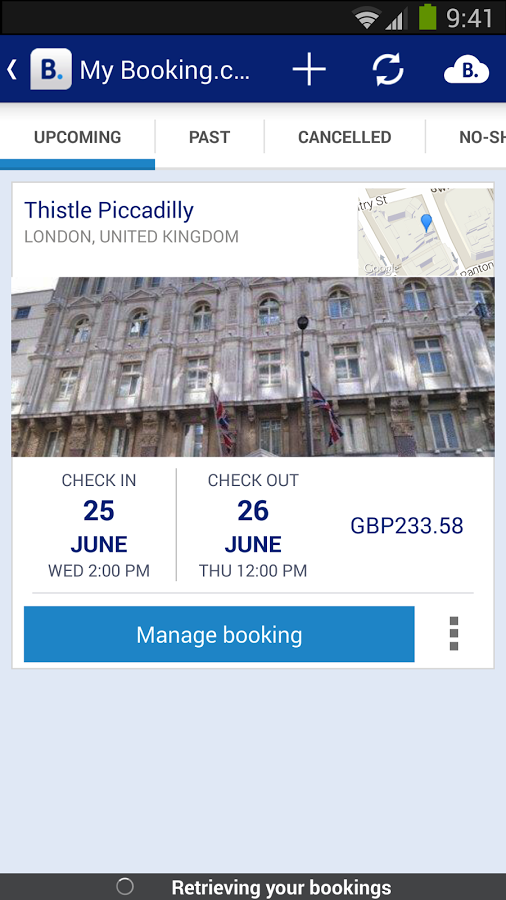 9:41
B. My Booking.c... B.
UPCOMING PAST CANCELLED NO-SH
Thistle Piccadilly
LONDON, UNITED KINGDOM
try St
Google
Panton
CHECK IN CHECK OUT
25 26
JUNE JUNE
GBP233.58
WED 2:00 PM THU 12:00 PM
Manage booking
Retrieving your bookings